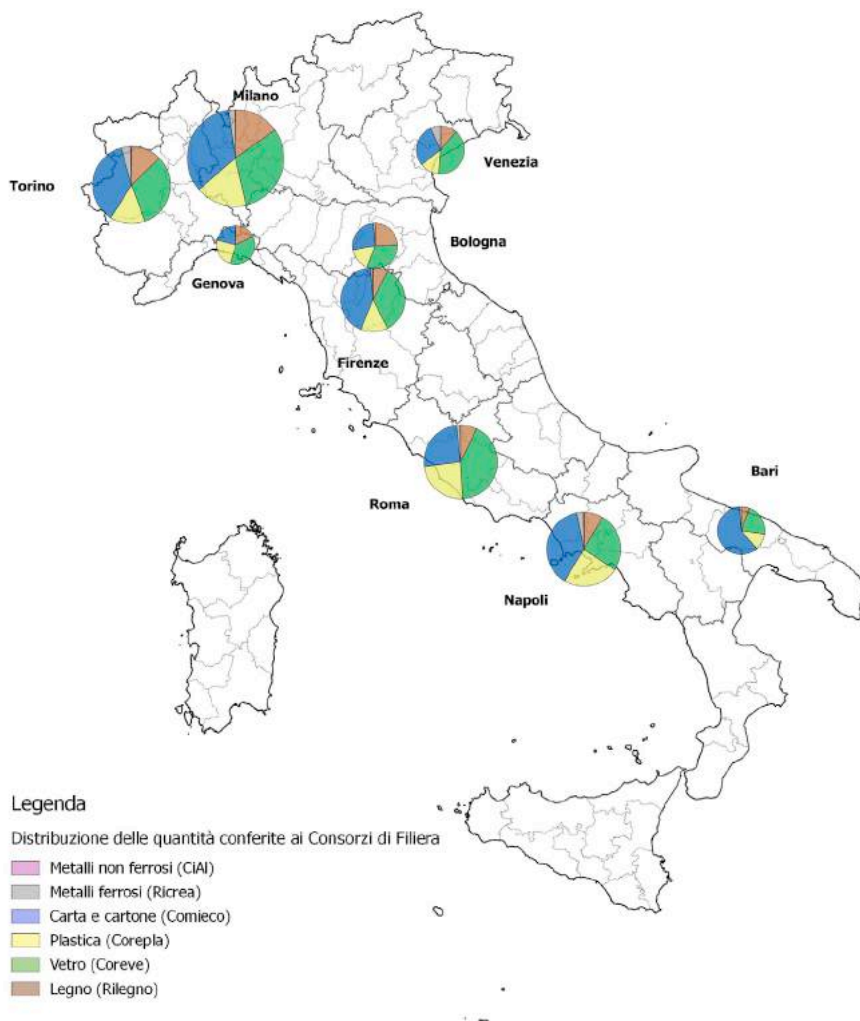 Milano
Torino
Venezia
Bologna
Genova
Firenze
Bari
Roma
Napoli
Legenda
Distribuzione delle quantità conferite ai Consorzi di Filiera
Metalli non ferrosi (CiAl)
Metalli ferrosi (Ricrea)
Carta e cartone (Comieco)
Plastica (Corepla)
Vetro (Coreve)
Legno (Rilegno)